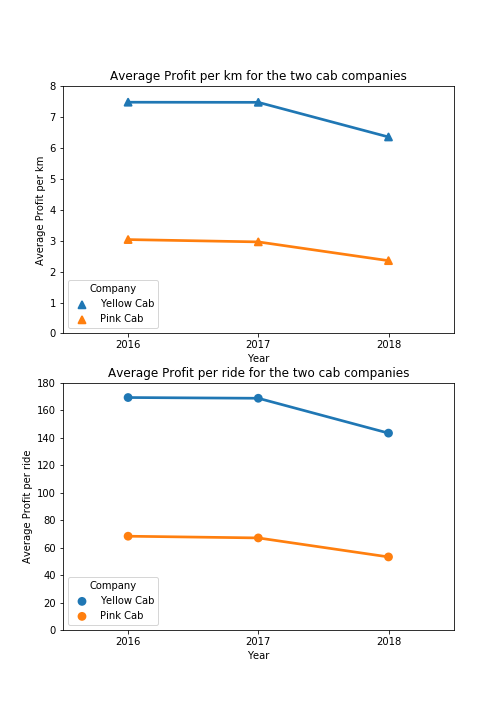 Average Profit per km for the two cab companies
8
7
6
5
4
3
2
1
0
Average Profit per km
Company
Yellow Cab
Pink Cab
2016 2017 2018
Year
Average Profit per ride for the two cab companies
180
160
140
120
100
80
60
40
20
0
Average Profit per ride
Company
Yellow Cab
Pink Cab
2016 2017 2018
Year